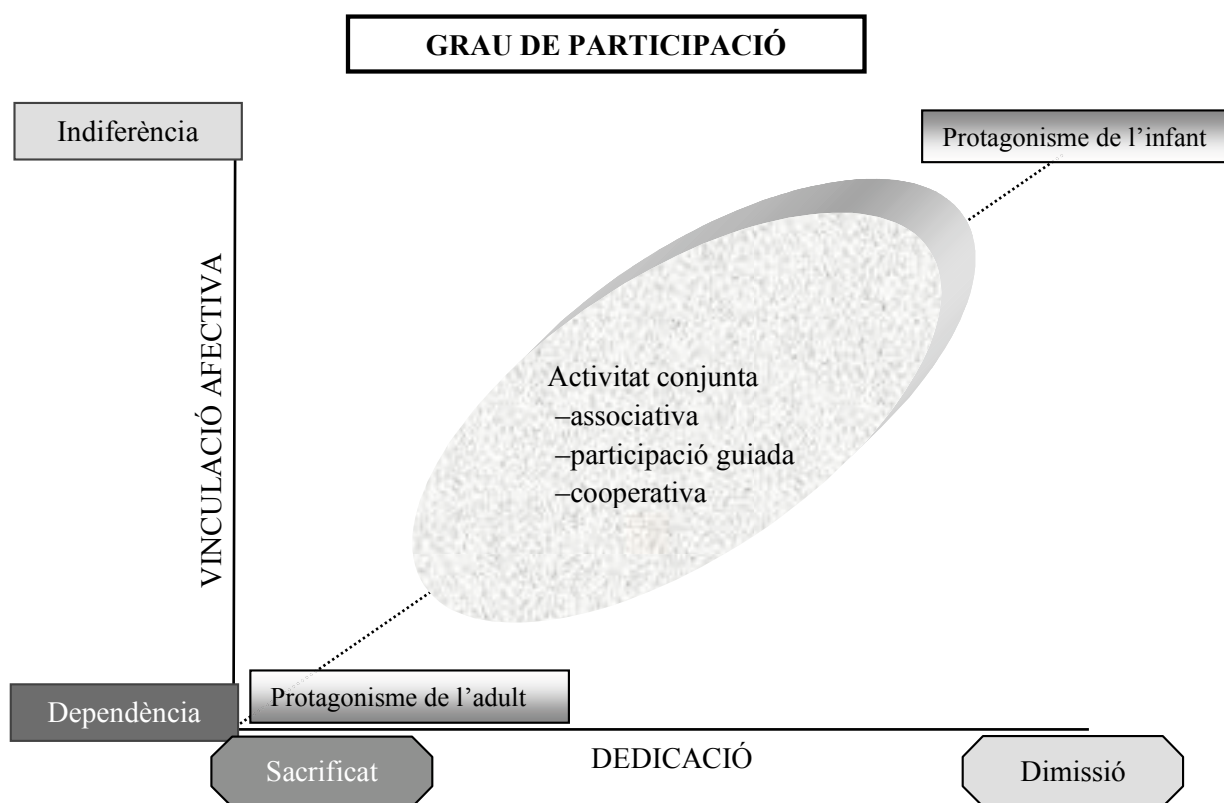 GRAU DE PARTICIPACIÓ
Indiferència
Protagonisme de l’infant
VINCULACIÓ AFECTIVA
Activitat conjunta
–associativa
–participació guiada
–cooperativa
Protagonisme de l’adult
Dependència
Sacrificat
DEDICACIÓ
Dimissió